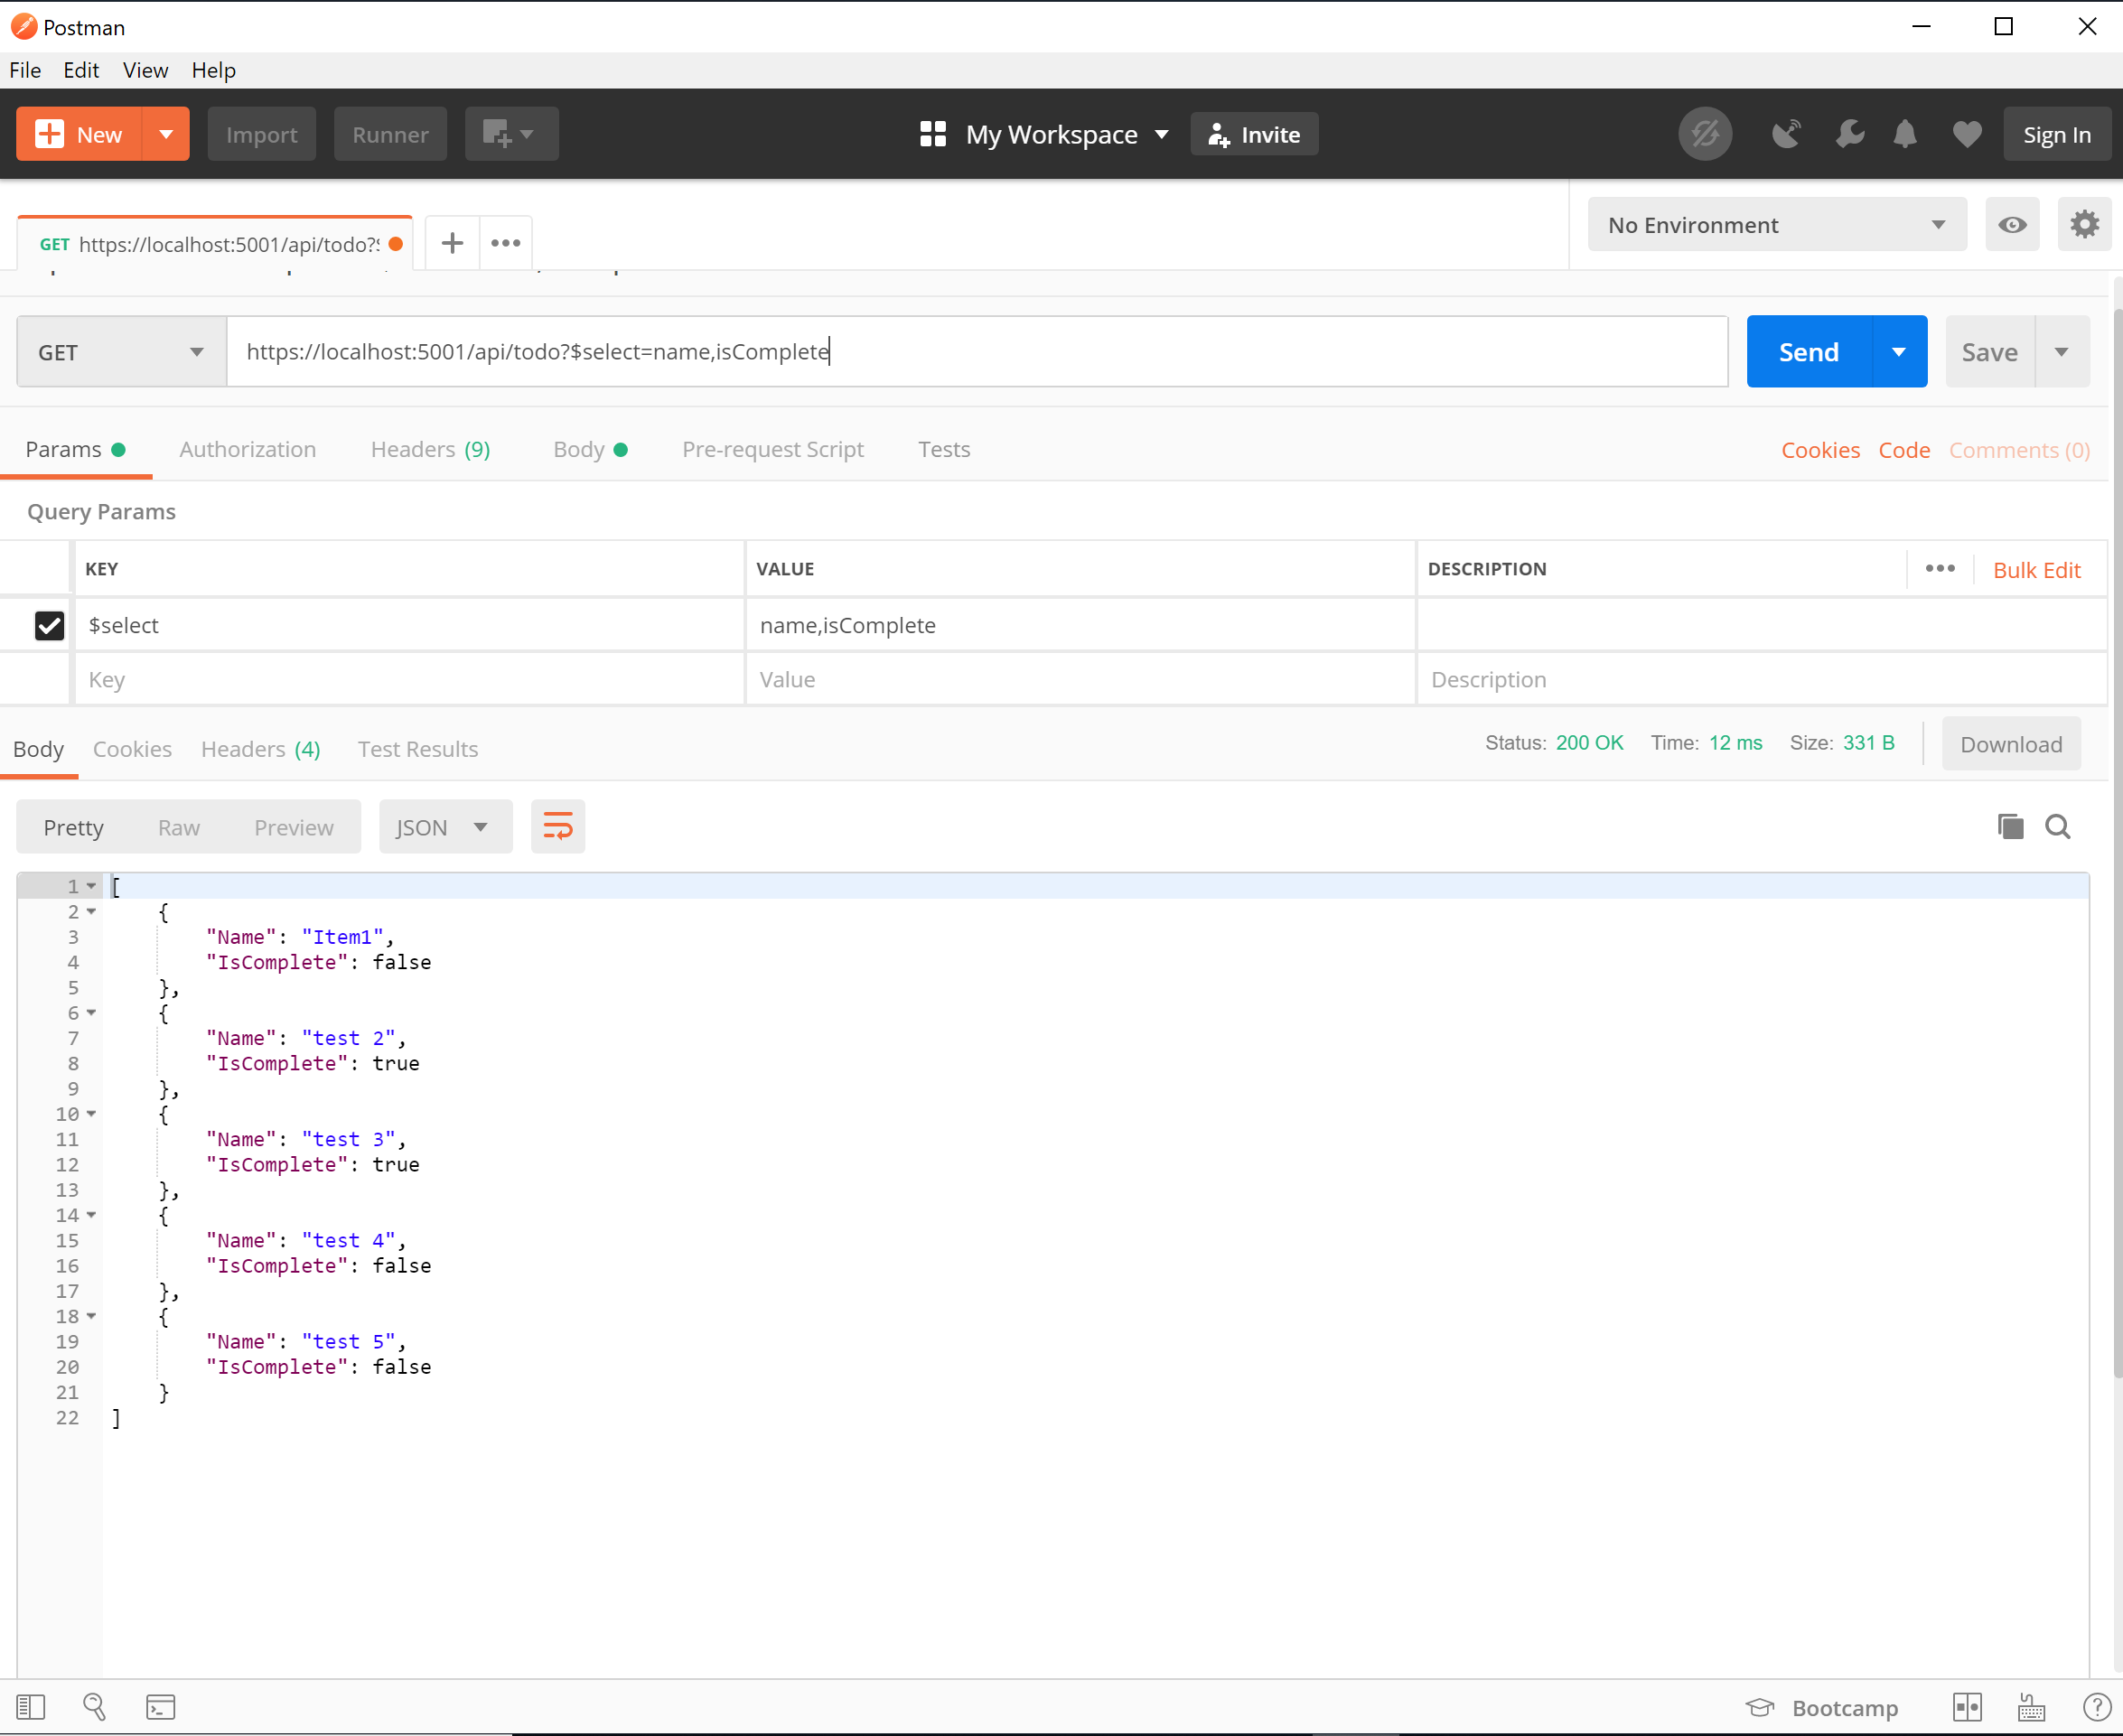 Postman
File Edit View Help
New Import Runner My Workspace Invite Sign In
GET https://localhost:5001/api/todo? No Environment
GET https://localhost:5001/api/todo?$select=name,isComplete Send Save
Params Authorization Headers (9) Body Pre-request Script Tests Cookies Code Comments (0)
Query Params
KEY VALUE DESCRIPTION Bulk Edit
$select name,isComplete
Key Value Description
Body Cookies Headers (4) Test Results Status: 200 OK Time: 12 ms Size: 331 B Download
Pretty Raw Preview JSON
1 [
2 {
3 "Name": "Item1",
4 "IsComplete": false
5 },
6 {
7 "Name": "test 2",
8 "IsComplete": true
9 },
10 {
11 "Name": "test 3",
12 "IsComplete": true
13 },
14 {
15 "Name": "test 4",
16 "IsComplete": false
17 },
18 {
19 "Name": "test 5",
20 "IsComplete": false
21 }
22 ]
Bootcamp